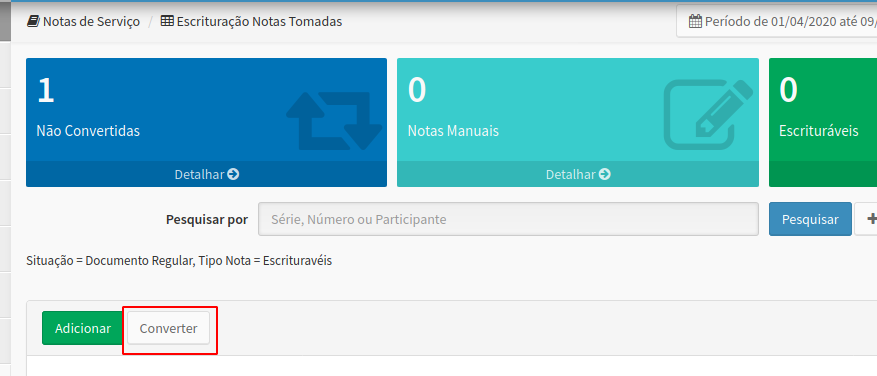 Notas de Serviço / Escrituração Notas Tomadas
Período de 01/04/2020 até 09/
1
Não Convertidas
Detalhar
0
Notas Manuais
Detalhar
0
Escrituráveis
Pesquisar por
Série, Número ou Participante
Pesquisar
Situação = Documento Regular, Tipo Nota = Escrituravéis
Adicionar
Converter